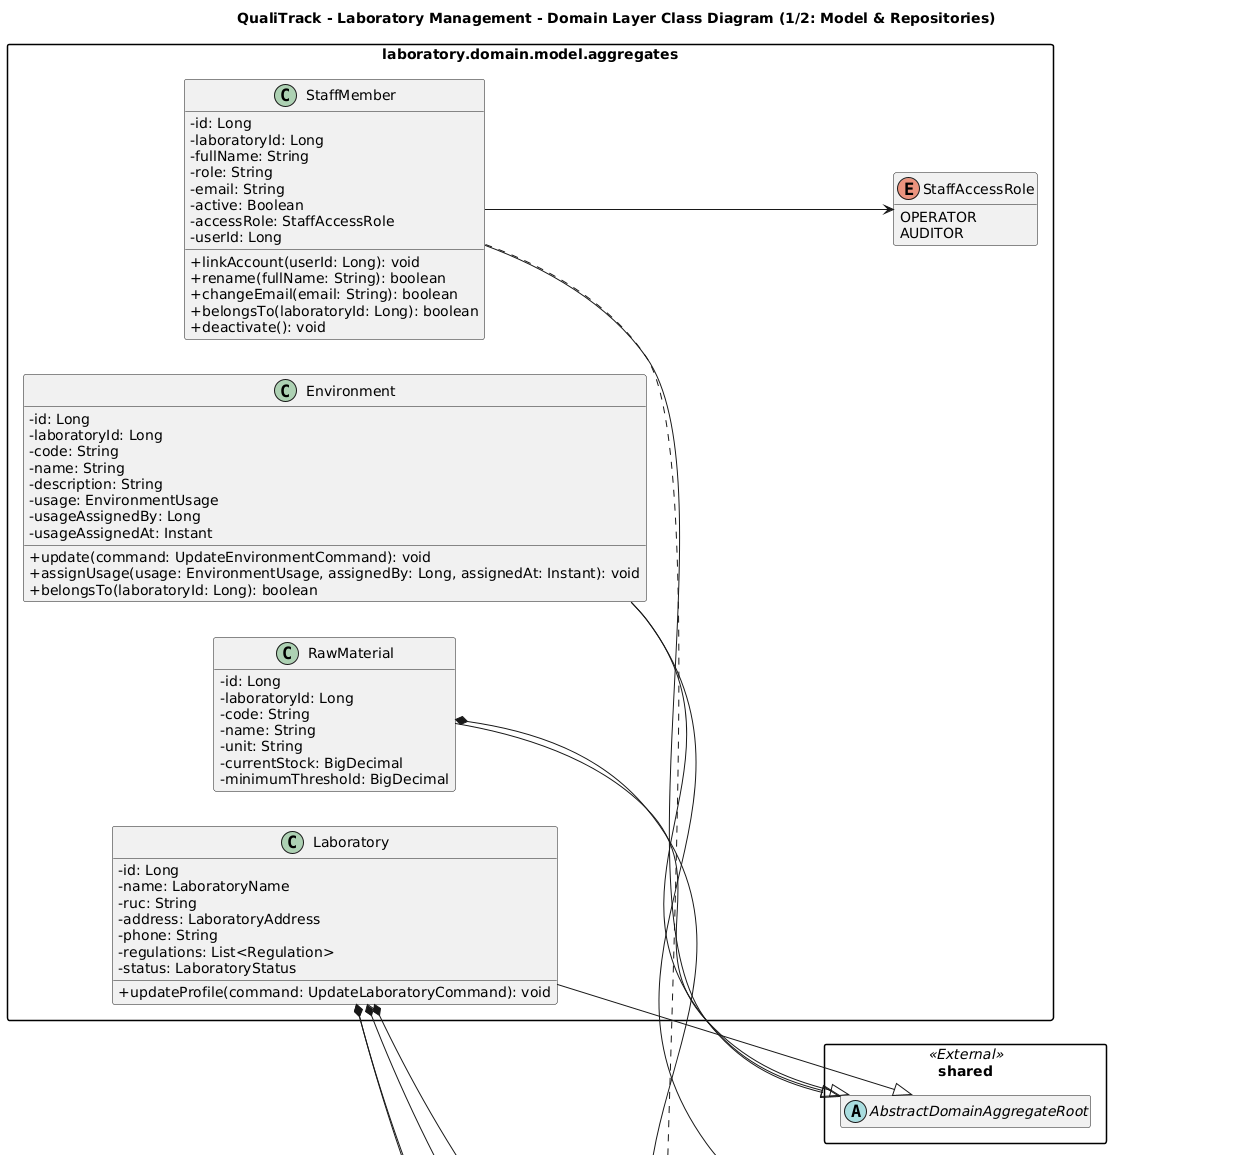 QualiTrack - Laboratory Management - Domain Layer Class Diagram (1/2: Model & Repositories)
laboratory.domain.model.aggregates
C StaffMember
-id: Long
-laboratoryId: Long
-fullName: String
-role: String
-email: String
-active: Boolean
-accessRole: StaffAccessRole
-userId: Long
+linkAccount(userId: Long): void
+rename(fullName: String): boolean
+changeEmail(email: String): boolean
+belongsTo(laboratoryId: Long): boolean
+deactivate(): void
E StaffAccessRole
OPERATOR
AUDITOR
C Environment
-id: Long
-laboratoryId: Long
-code: String
-name: String
-description: String
-usage: EnvironmentUsage
-usageAssignedBy: Long
-usageAssignedAt: Instant
+update(command: UpdateEnvironmentCommand): void
+assignUsage(usage: EnvironmentUsage, assignedBy: Long, assignedAt: Instant): void
+belongsTo(laboratoryId: Long): boolean
C RawMaterial
-id: Long
-laboratoryId: Long
-code: String
-name: String
-unit: String
-currentStock: BigDecimal
-minimumThreshold: BigDecimal
C Laboratory
-id: Long
-name: LaboratoryName
-ruc: String
-address: LaboratoryAddress
-phone: String
-regulations: List<Regulation>
-status: LaboratoryStatus
+updateProfile(command: UpdateLaboratoryCommand): void
«External»
shared
A AbstractDomainAggregateRoot